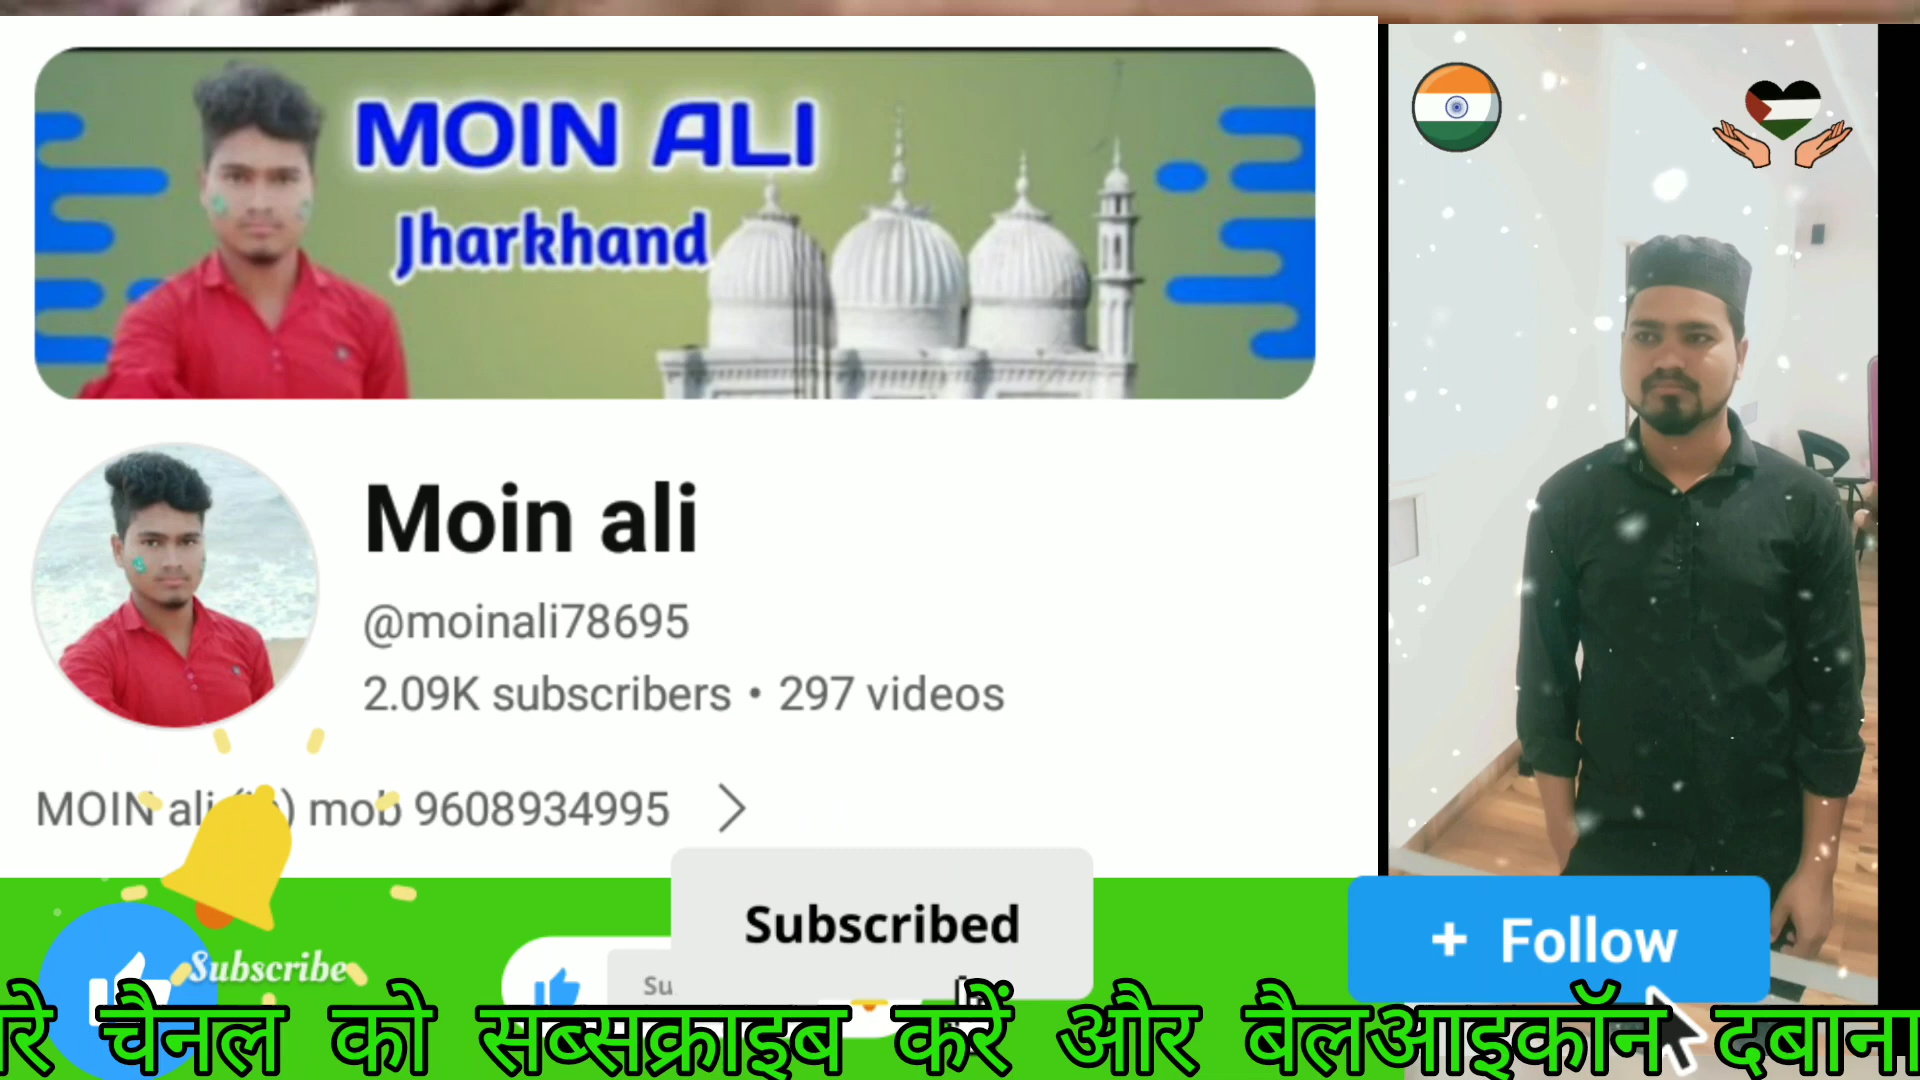 MOIN ALI
Jharkhand
Moin ali
@moinali78695
2.09K subscribers • 297 videos
mob 9608934995
Subscribed
+ Follow
Subscribe
Su
चैनल को सब्सक्राइब करें और बैलआइकॉन दबाना